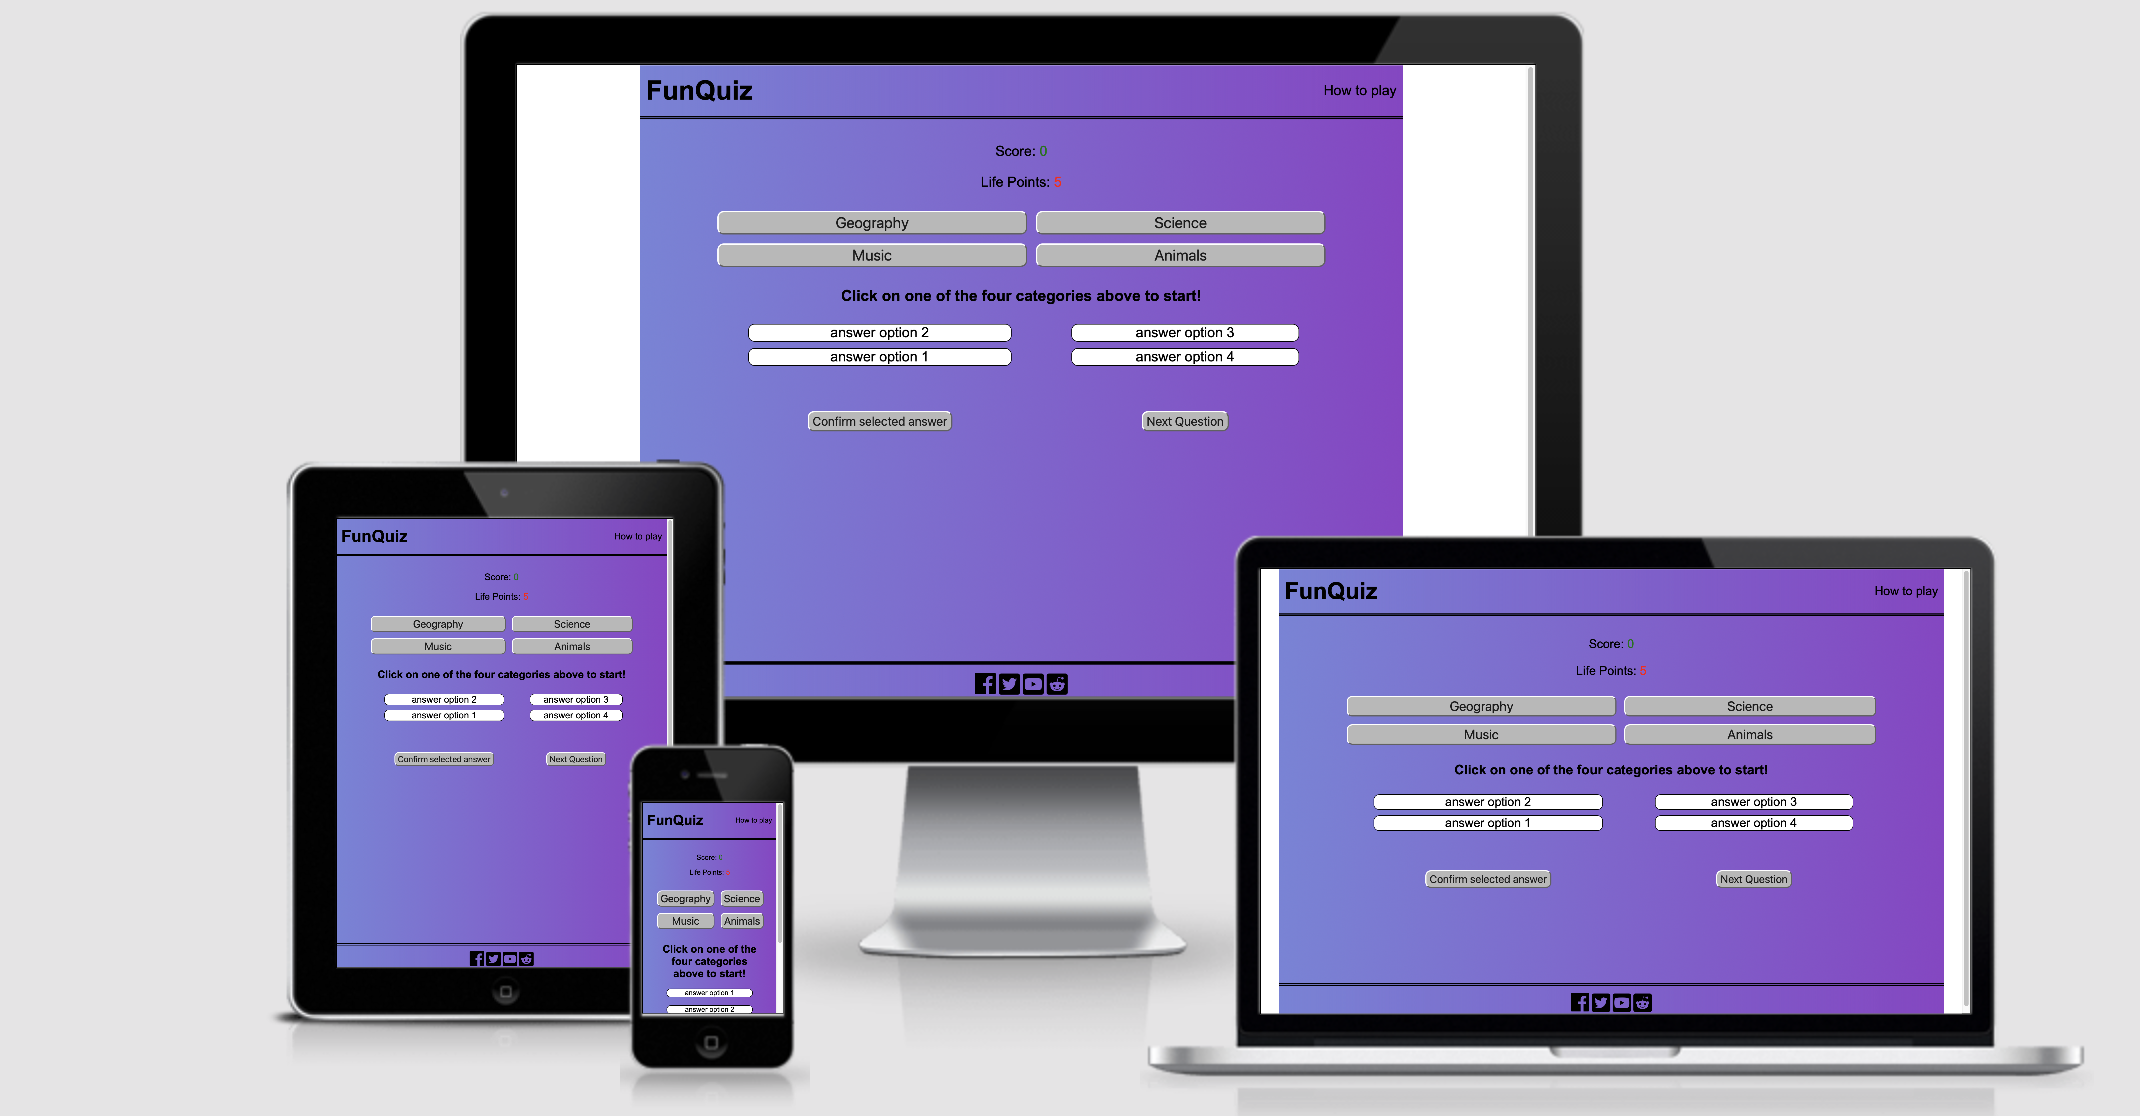 FunQuiz How to play
Score: 0
Life Points: 5
Geography Science
Music Animals
Click on one of the four categories above to start!
answer option 2 answer option 3
answer option 1 answer option 4
Confirm selected answer Next Question
FunQuiz How to play
Score: 0
Life Points: 5
Geography Science
Music Animals
Click on one of the four categories above to start!
answer option 2 answer option 3
answer option 1 answer option 4
Confirm selected answer Next Question
FunQuiz How to play
Score: 0
Life Points:
Geography Science
Music Animals
Click on one of the
four categories
above to start!
answer option 1
answer option 2
FunQuiz How to play
Score: 0
Life Points: 5
Geography Science
Music Animals
Click on one of the four categories above to start!
answer option 2 answer option 3
answer option 1 answer option 4
Confirm selected answer Next Question